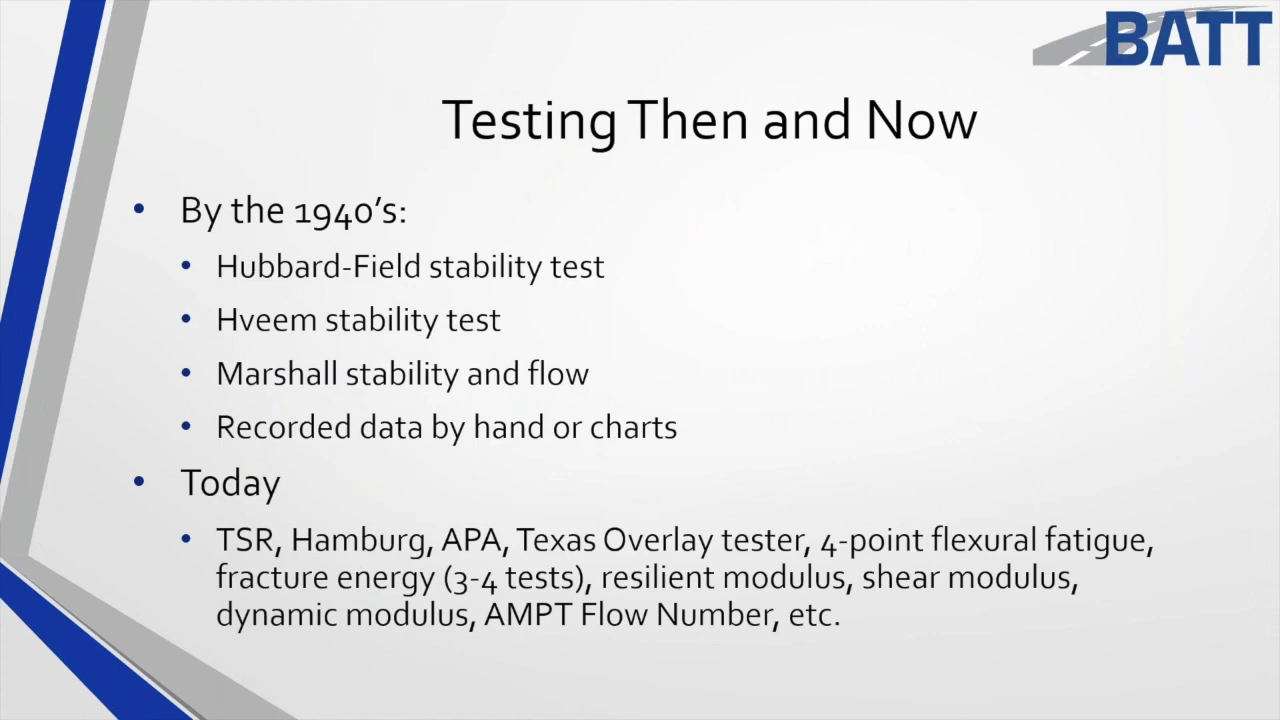 BATT
Testing Then and Now
• By the 1940's:
• Hubbard-Field stability test
• Hveem stability test
• Marshall stability and flow
• Recorded data by hand or charts
• Today
• TSR, Hamburg, APA, Texas Overlay tester, 4-point flexural fatigue,
fracture energy (3-4 tests), resilient modulus, shear modulus,
dynamic modulus, AMPT Flow Number, etc.